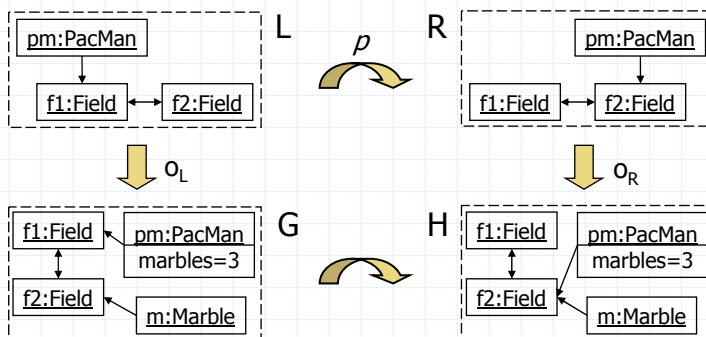 L
p
R
pm:PacMan
pm:PacMan
f1:Field
f2:Field
f1:Field
f2:Field
oL
oR
f1:Field
G
H
f1:Field
pm:PacMan
marbles=3
pm:PacMan
marbles=3
f2:Field
f2:Field
m:Marble
m:Marble